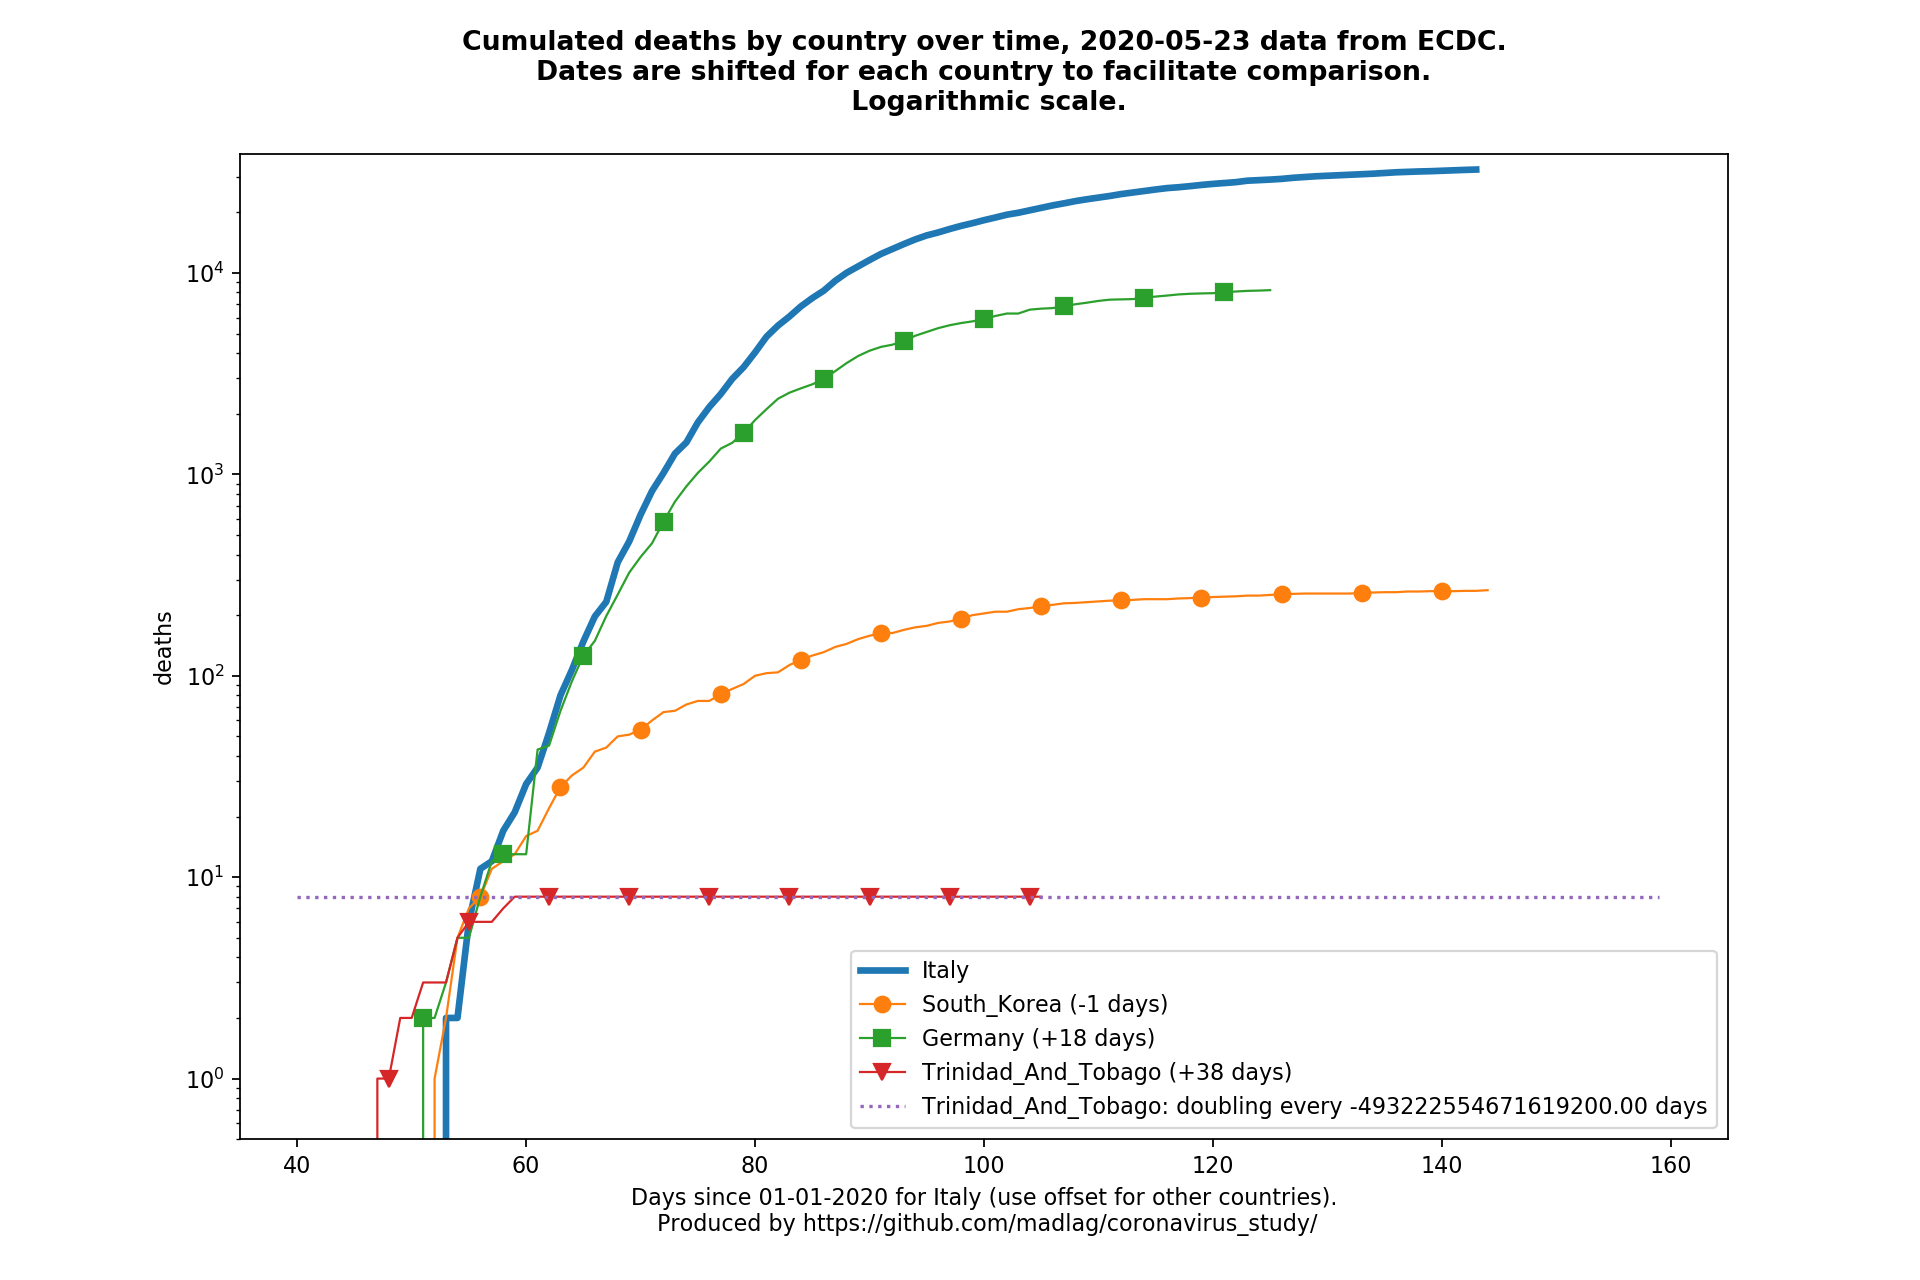 Cumulated deaths by country over time, 2020-05-23 data from ECDC.
Dates are shifted for each country to facilitate comparison.
Logarithmic scale.
deaths
10⁴
10³
10²
10¹
10⁰
Italy
South_Korea (-1 days)
Germany (+18 days)
Trinidad_And_Tobago (+38 days)
Trinidad_And_Tobago: doubling every -493222554671619200.00 days
40 60 80 100 120 140 160
Days since 01-01-2020 for Italy (use offset for other countries).
Produced by https://github.com/madlag/coronavirus_study/